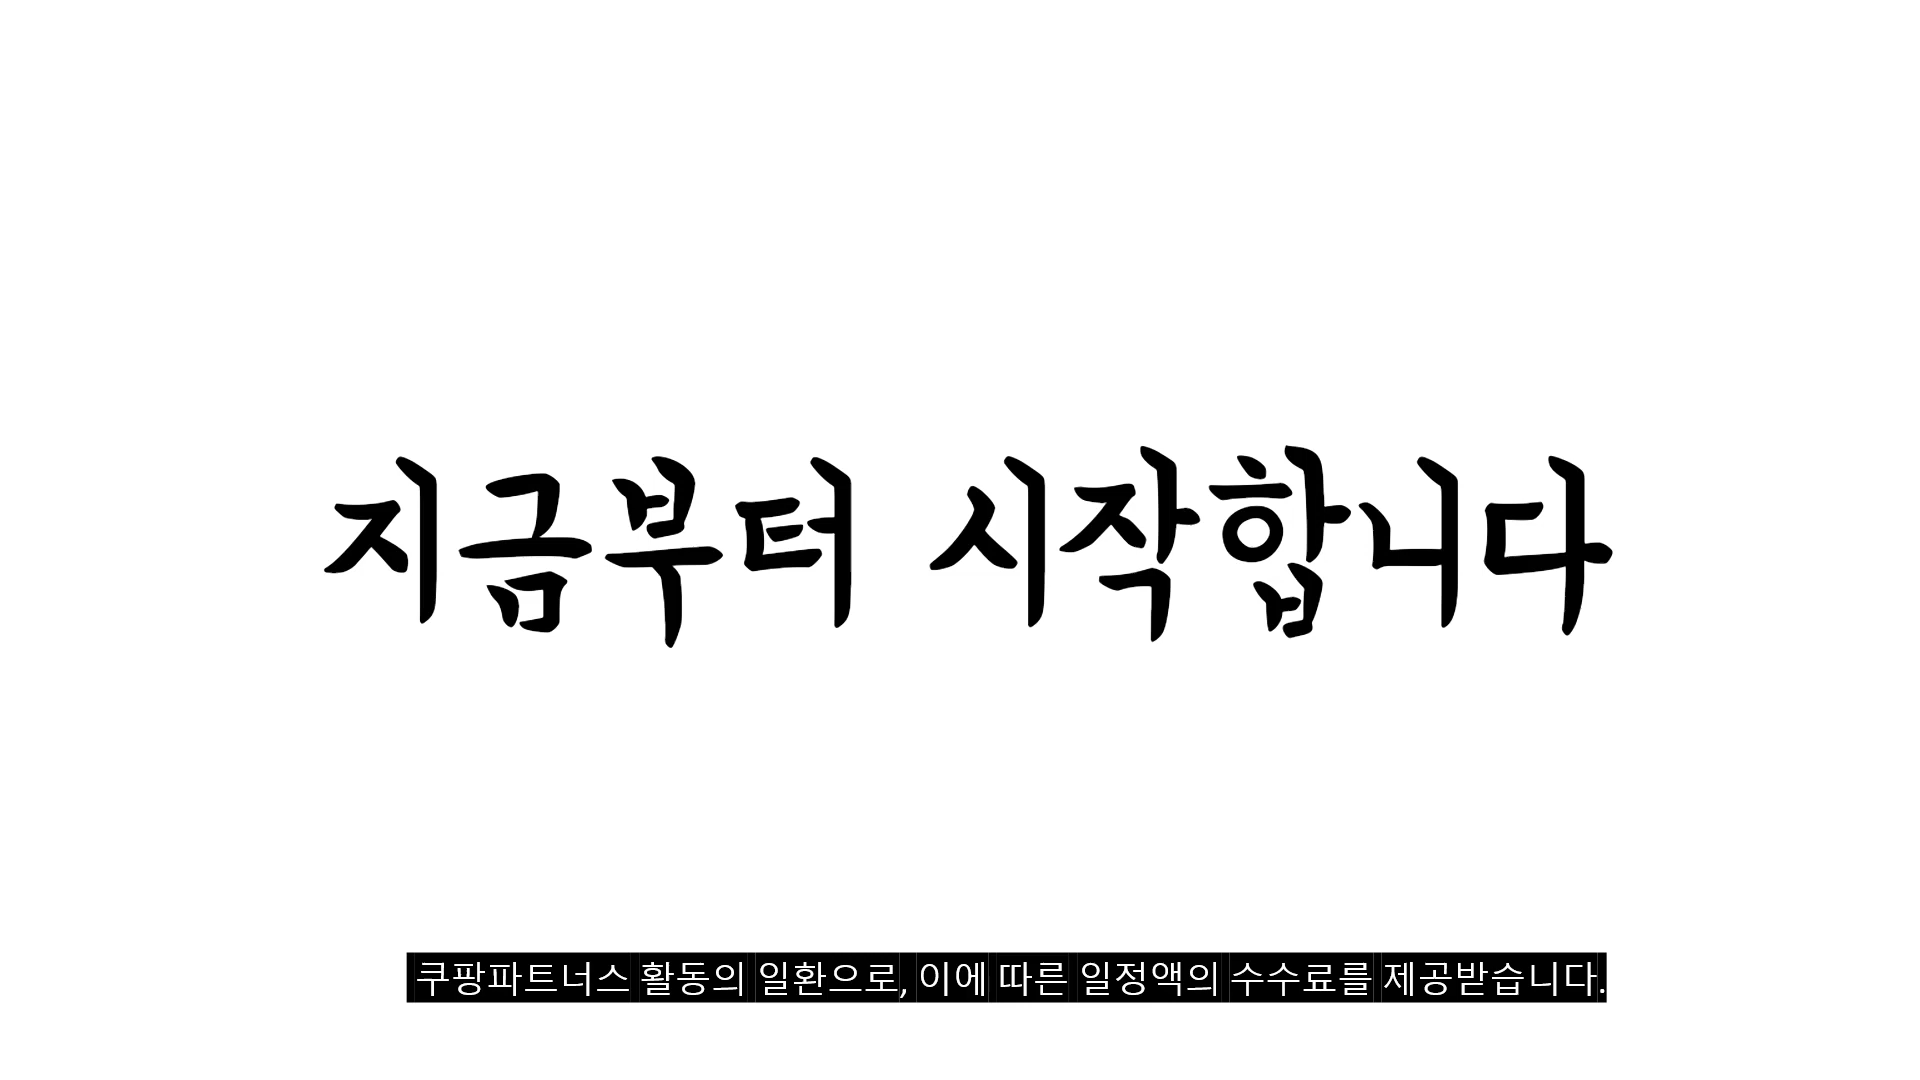 지금부터 시작합니다
쿠팡파트너스 활동의 일환으로, 이에 따른 일정액의 수수료를 제공받습니다.